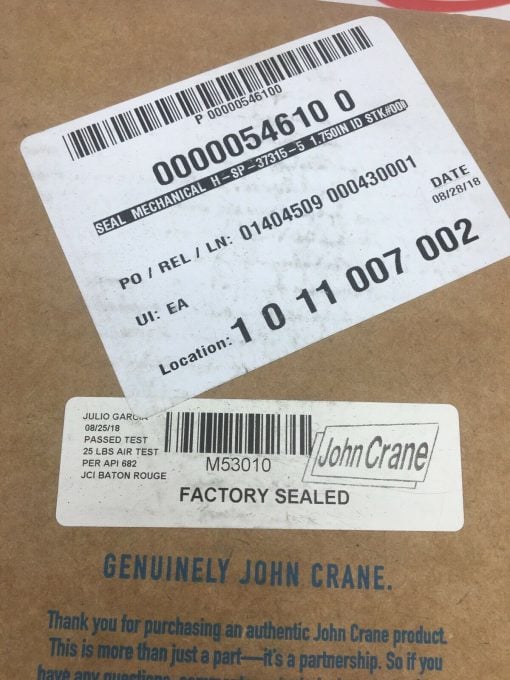 P 00000546100
0000054610 0
SEAL MECHANICAL H-SP-37315-5 1.750IN ID
PO / REL / LN: 01404509 000430001
DATE
08/28/18
UI: EA
Location: 1 0 11 007 002
JULIO GARCIA
08/25/18
PASSED TEST
25 LBS AIR TEST
PER API 682
JCI BATON ROUGE
M53010
John Crane
FACTORY SEALED
GENUINELY JOHN CRANE.
Thank you for purchasing an authentic John Crane product.
This is more than just a part—it's a partnership. So if you
have any questions,